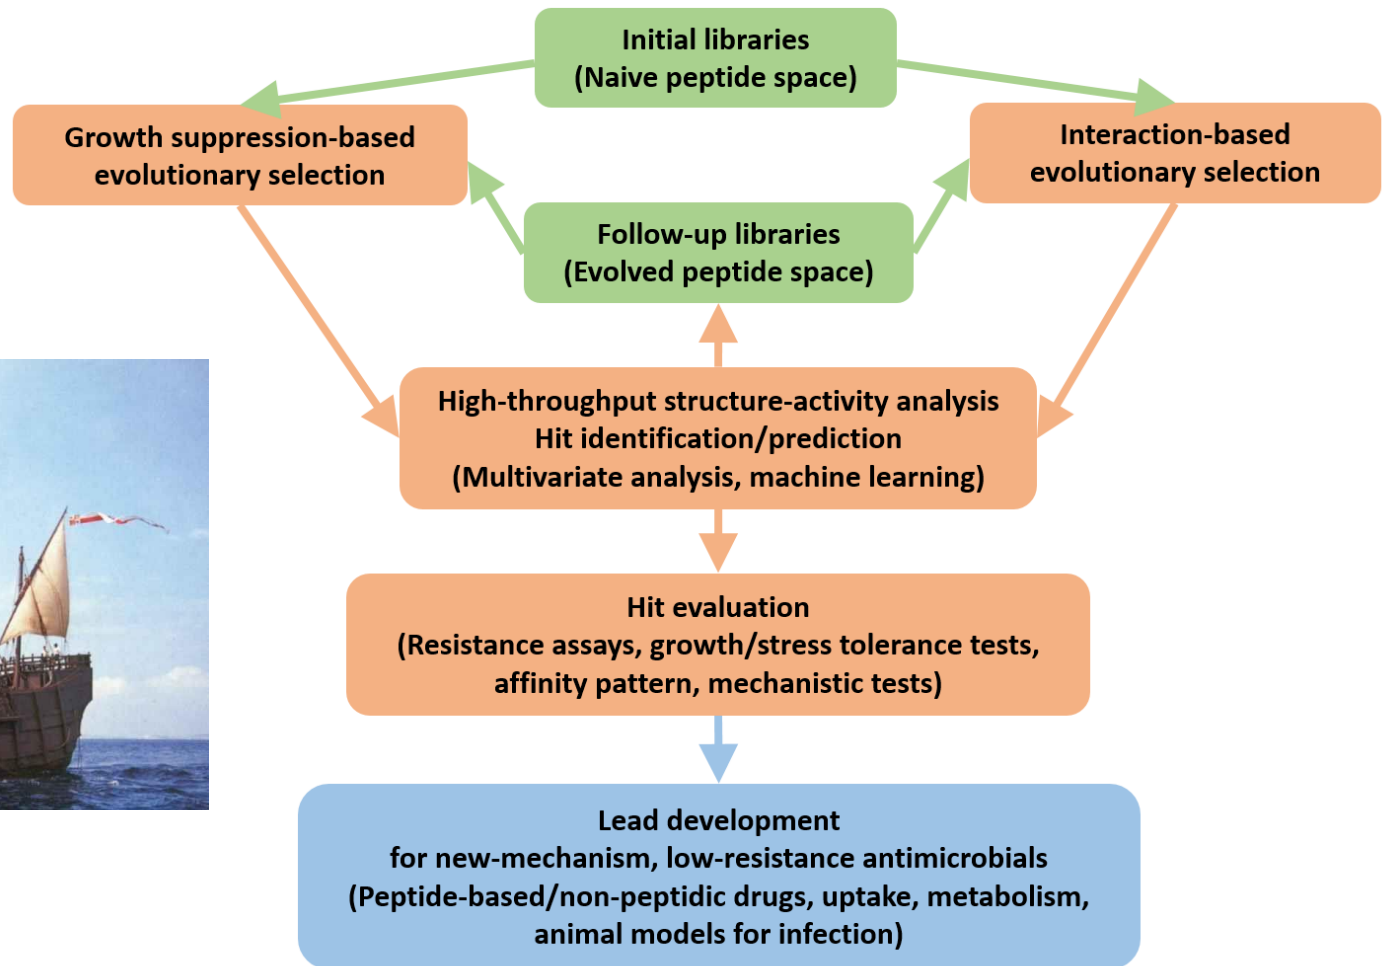 Initial libraries
(Naive peptide space)
Growth suppression-based
evolutionary selection
Interaction-based
evolutionary selection
Follow-up libraries
(Evolved peptide space)
High-throughput structure-activity analysis
Hit identification/prediction
(Multivariate analysis, machine learning)
Hit evaluation
(Resistance assays, growth/stress tolerance tests,
affinity pattern, mechanistic tests)
Lead development
for new-mechanism, low-resistance antimicrobials
(Peptide-based/non-peptidic drugs, uptake, metabolism,
animal models for infection)